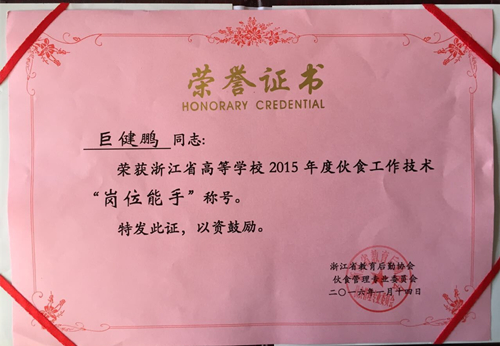 荣誉证书
HONORARY CREDENTIAL
巨健鹏 同志：
荣获浙江省高等学校2015年度伙食工作技术
“岗位能手”称号。
特发此证，以资鼓励。
浙江省教育后勤协会
伙食管理专业委员会
二〇一六年一月十四日